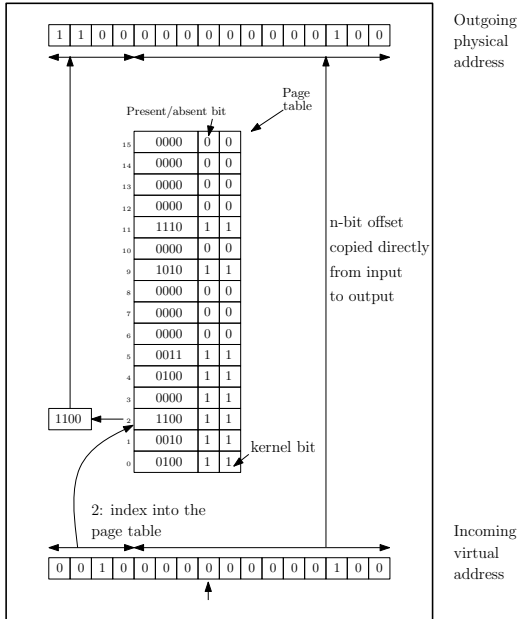 1 1 0 0 0 0 0 0 0 0 0 0 0 1 0 0
Outgoing
physical
address
Page
table
Present/absent bit
15 0000 0 0
14 0000 0 0
13 0000 0 0
12 0000 0 0
11 1110 1 1
10 0000 0 0
9 1010 1 1
8 0000 0 0
7 0000 0 0
6 0000 0 0
5 0011 1 1
4 0100 1 1
3 0000 1 1
2 1100 1 1
1 0010 1 1
0 0100 1 1
n-bit offset
copied directly
from input
to output
1100
kernel bit
2: index into the
page table
Incoming
virtual
address
0 0 1 0 0 0 0 0 0 0 0 0 0 1 0 0